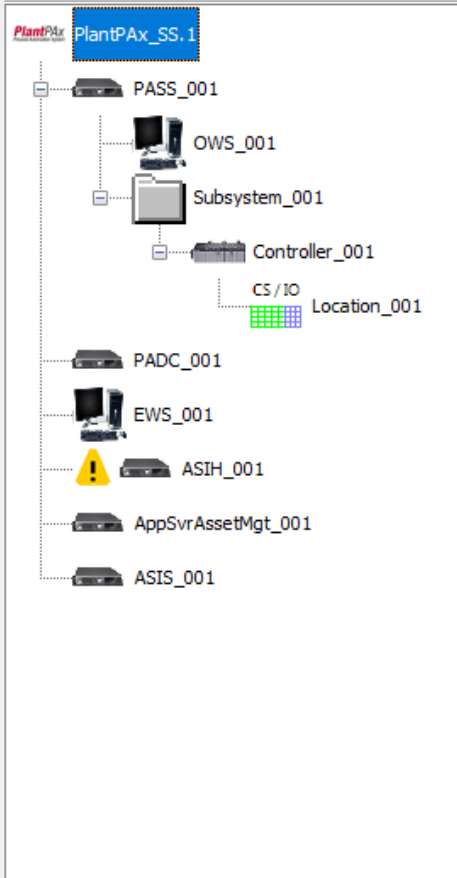 PlantPAx PlantPAx_SS.1
PASS_001
OWS_001
Subsystem_001
Controller_001
CS / IO
Location_001
PADC_001
EWS_001
ASIH_001
AppSvrAssetMgt_001
ASIS_001